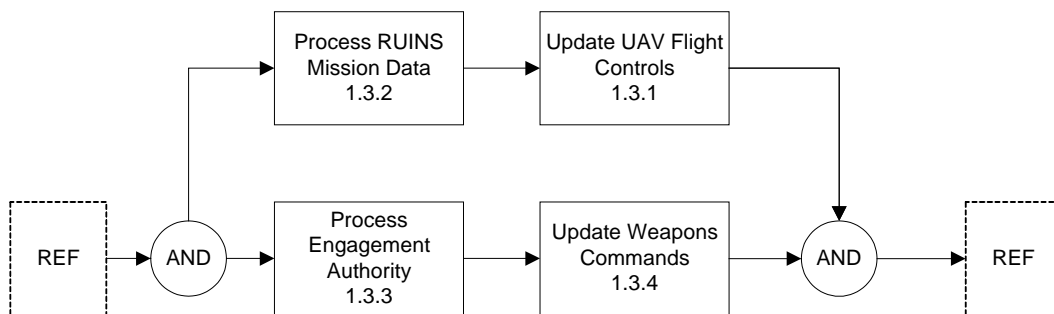 Process RUINS
Mission Data
1.3.2
Update UAV Flight
Controls
1.3.1
REF
AND
Process
Engagement
Authority
1.3.3
Update Weapons
Commands
1.3.4
AND
REF